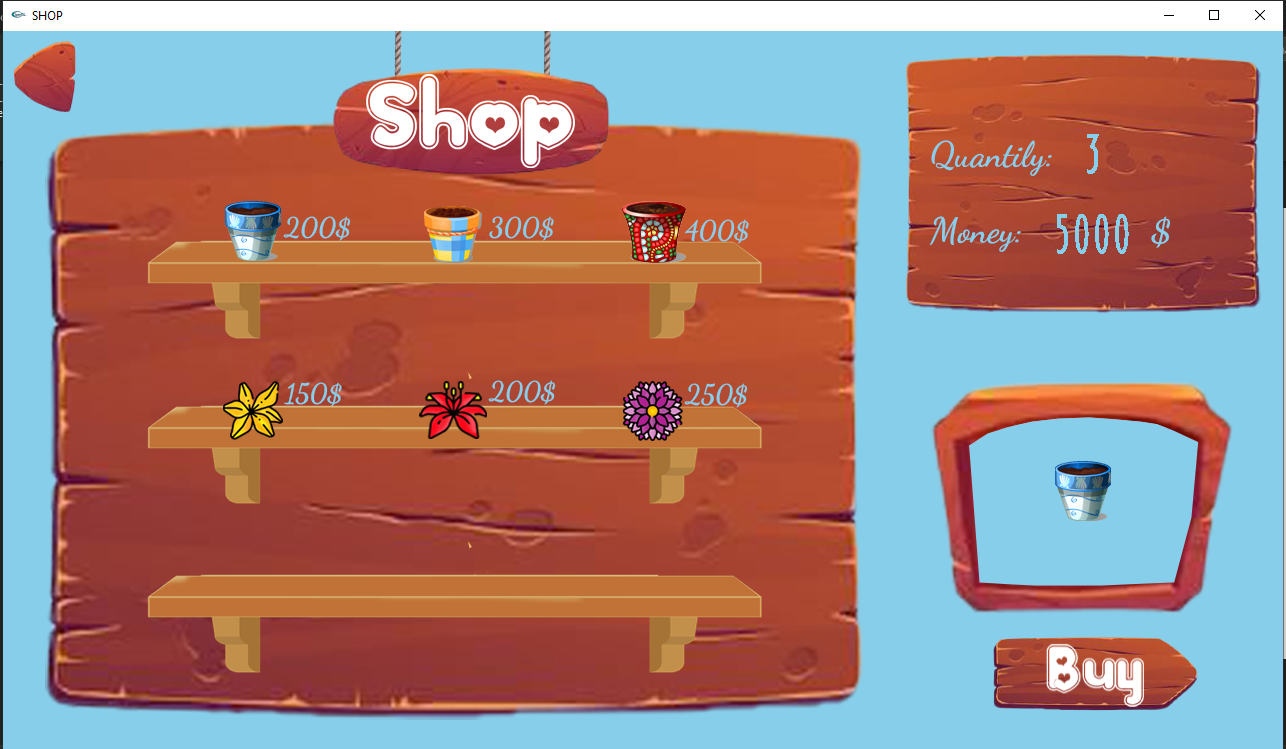 SHOP
Shop
200$ 300$ 400$
150$ 200$ 250$
Quantily: 3
Money: 5000 $
Buy